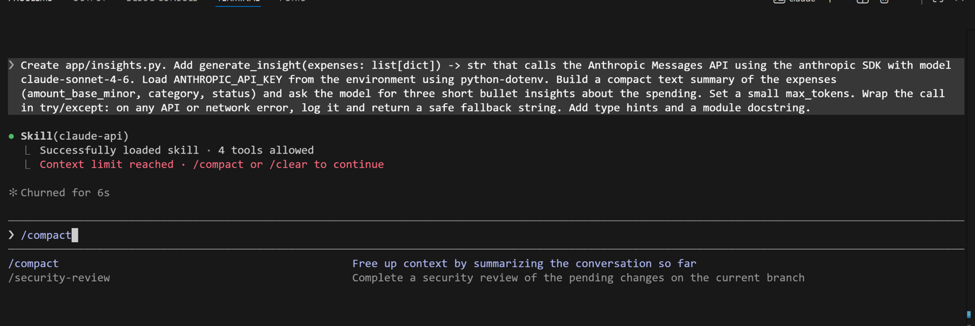 ❯ Create app/insights.py. Add generate_insight(expenses: list[dict]) -> str that calls the Anthropic Messages API using the anthropic SDK with model
claude-sonnet-4-6. Load ANTHROPIC_API_KEY from the environment using python-dotenv. Build a compact text summary of the expenses
(amount_base_minor, category, status) and ask the model for three short bullet insights about the spending. Set a small max_tokens. Wrap the call
in try/except: on any API or network error, log it and return a safe fallback string. Add type hints and a module docstring.
● Skill(claude-api)
⎿ Successfully loaded skill · 4 tools allowed
⎿ Context limit reached · /compact or /clear to continue
✻ Churned for 6s
❯ /compact
/compact Free up context by summarizing the conversation so far
/security-review Complete a security review of the pending changes on the current branch